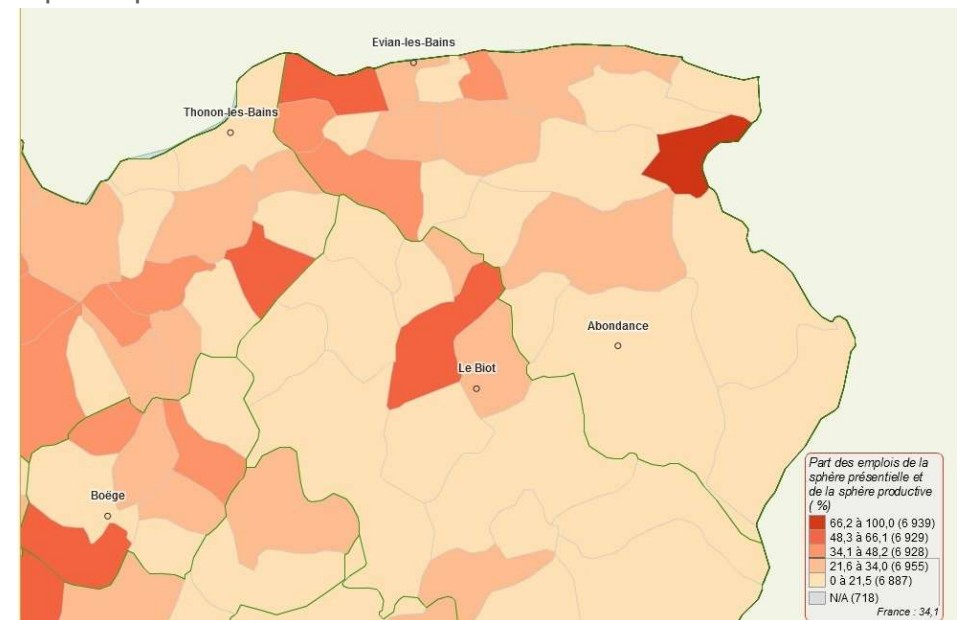 Evian-les-Bains
Thonon-les-Bains
Abondance
Le Biot
Boëge
Part des emplois de la
sphère présentielle et
de la sphère productive
( %)
66,2 à 100,0 (6 939)
48,3 à 66,1 (6 929)
34,1 à 48,2 (6 928)
21,6 à 34,0 (6 955)
0 à 21,5 (6 887)
N/A (718)
France : 34,1